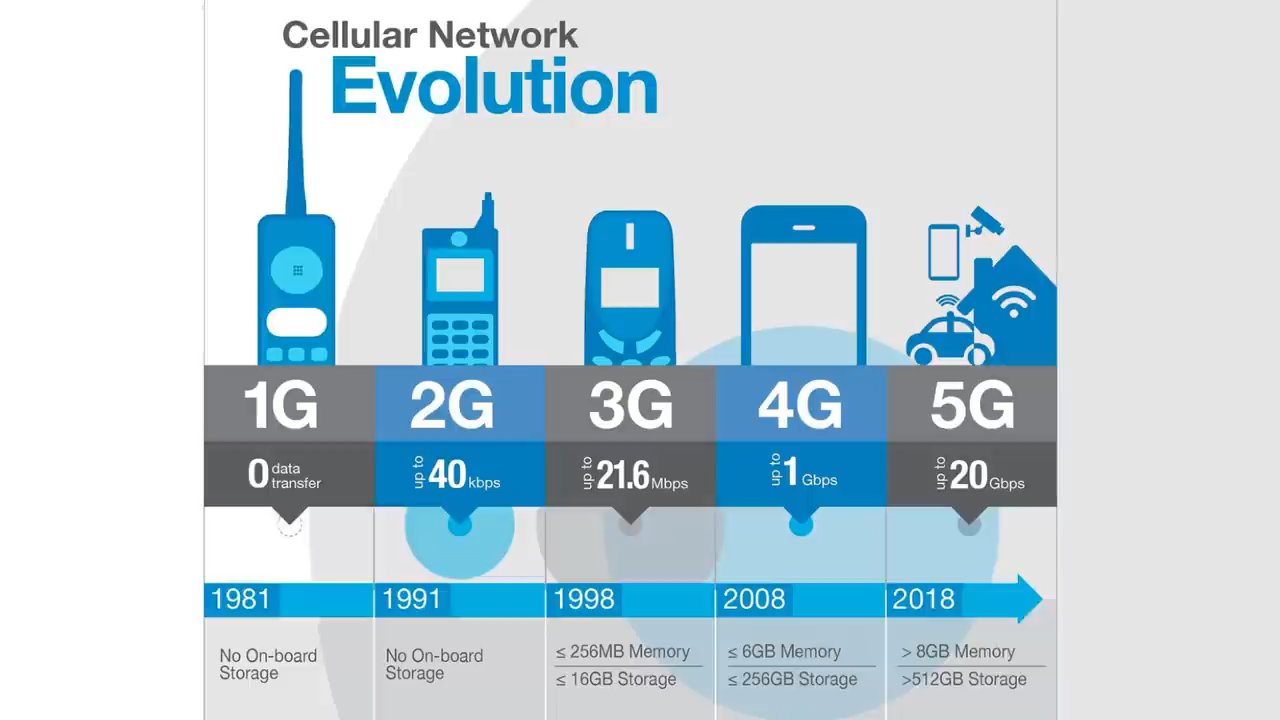 Cellular Network
Evolution
1G
2G
3G
4G
5G
0 data transfer
up to 40 kbps
up to 21.6 Mbps
up to 1 Gbps
up to 20 Gbps
1981
1991
1998
2008
2018
No On-board
Storage
No On-board
Storage
≤ 256MB Memory
≤ 16GB Storage
≤ 6GB Memory
≤ 256GB Storage
> 8GB Memory
>512GB Storage